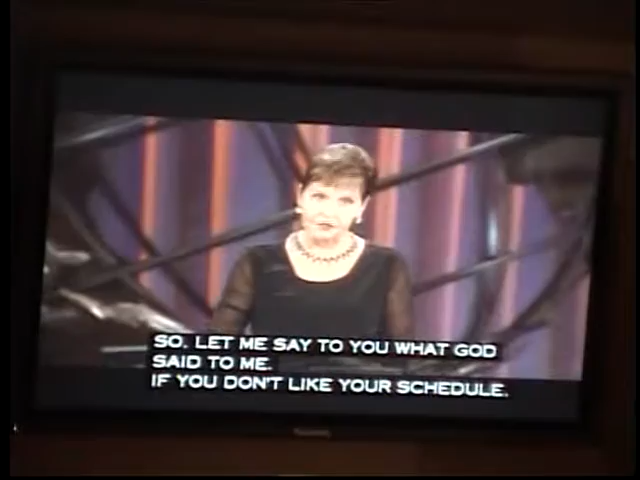 SO. LET ME SAY TO YOU WHAT GOD
SAID TO ME.
IF YOU DON'T LIKE YOUR SCHEDULE.